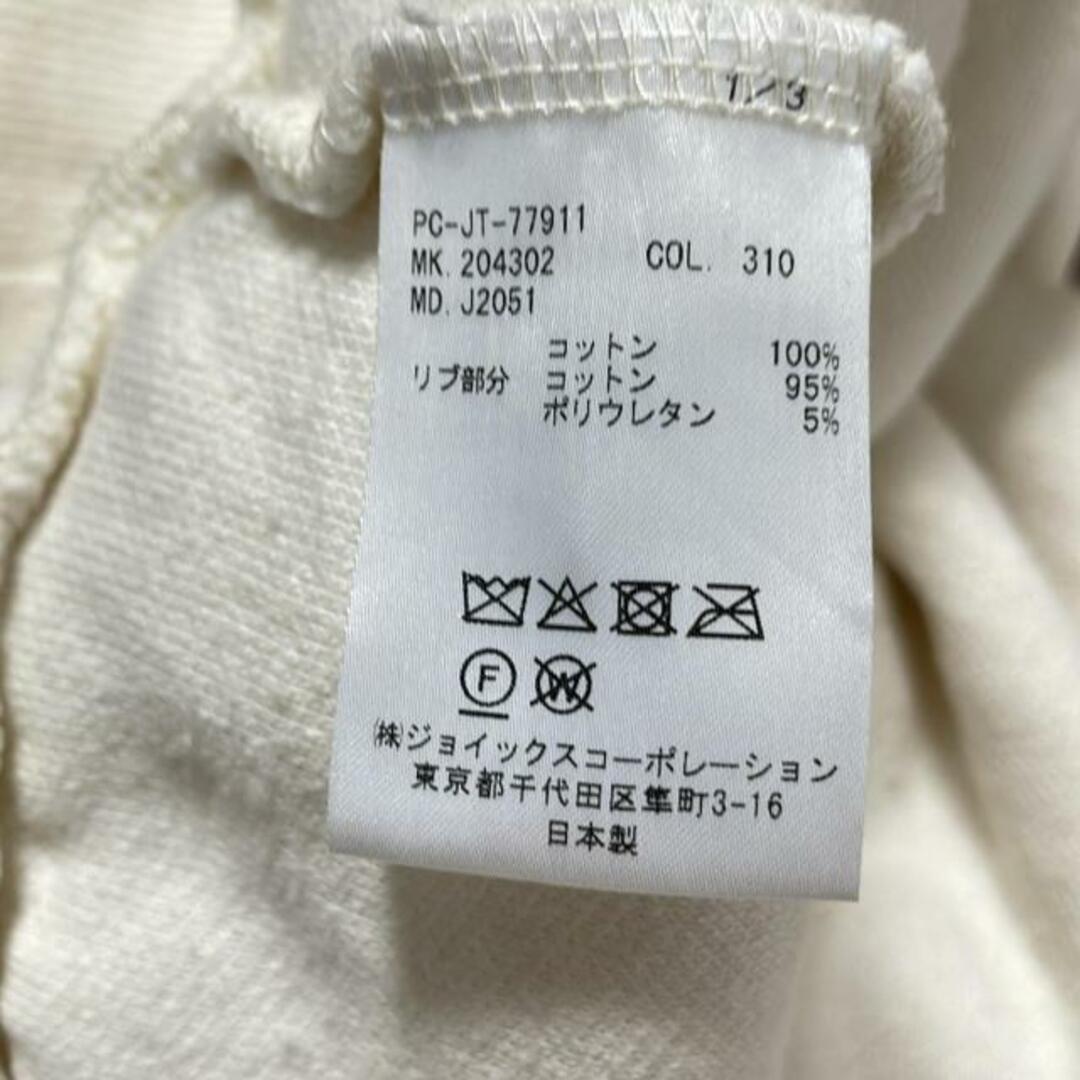 1/3
PC-JT-77911
MK. 204302 COL. 310
MD. J2051
コットン 100%
リブ部分 コットン 95%
ポリウレタン 5%
F W
㈱ジョイックスコーポレーション
東京都千代田区隼町3-16
日本製